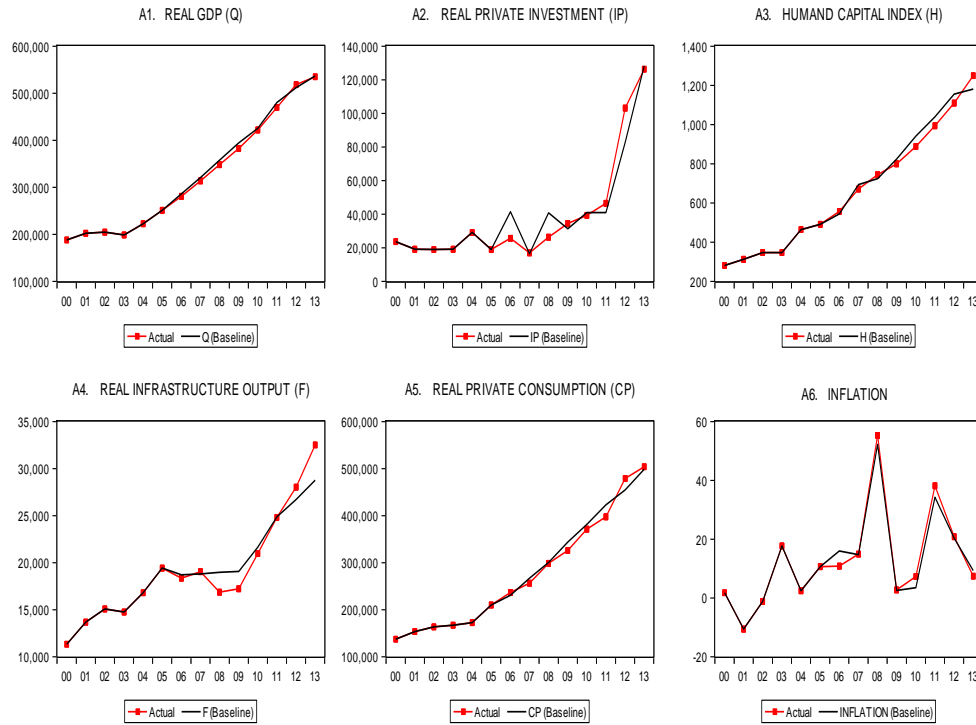 A1. REAL GDP (Q)
600,000
500,000
400,000
300,000
200,000
100,000
00 01 02 03 04 05 06 07 08 09 10 11 12 13
Actual Q (Baseline)
A2. REAL PRIVATE INVESTMENT (IP)
140,000
120,000
100,000
80,000
60,000
40,000
20,000
0
00 01 02 03 04 05 06 07 08 09 10 11 12 13
Actual IP (Baseline)
A3. HUMAND CAPITAL INDEX (H)
1,400
1,200
1,000
800
600
400
200
00 01 02 03 04 05 06 07 08 09 10 11 12 13
Actual H (Baseline)
A4. REAL INFRASTRUCTURE OUTPUT (F)
35,000
30,000
25,000
20,000
15,000
10,000
00 01 02 03 04 05 06 07 08 09 10 11 12 13
Actual F (Baseline)
A5. REAL PRIVATE CONSUMPTION (CP)
600,000
500,000
400,000
300,000
200,000
100,000
00 01 02 03 04 05 06 07 08 09 10 11 12 13
Actual CP (Baseline)
A6. INFLATION
60
40
20
0
-20
00 01 02 03 04 05 06 07 08 09 10 11 12 13
Actual INFLATION (Baseline)